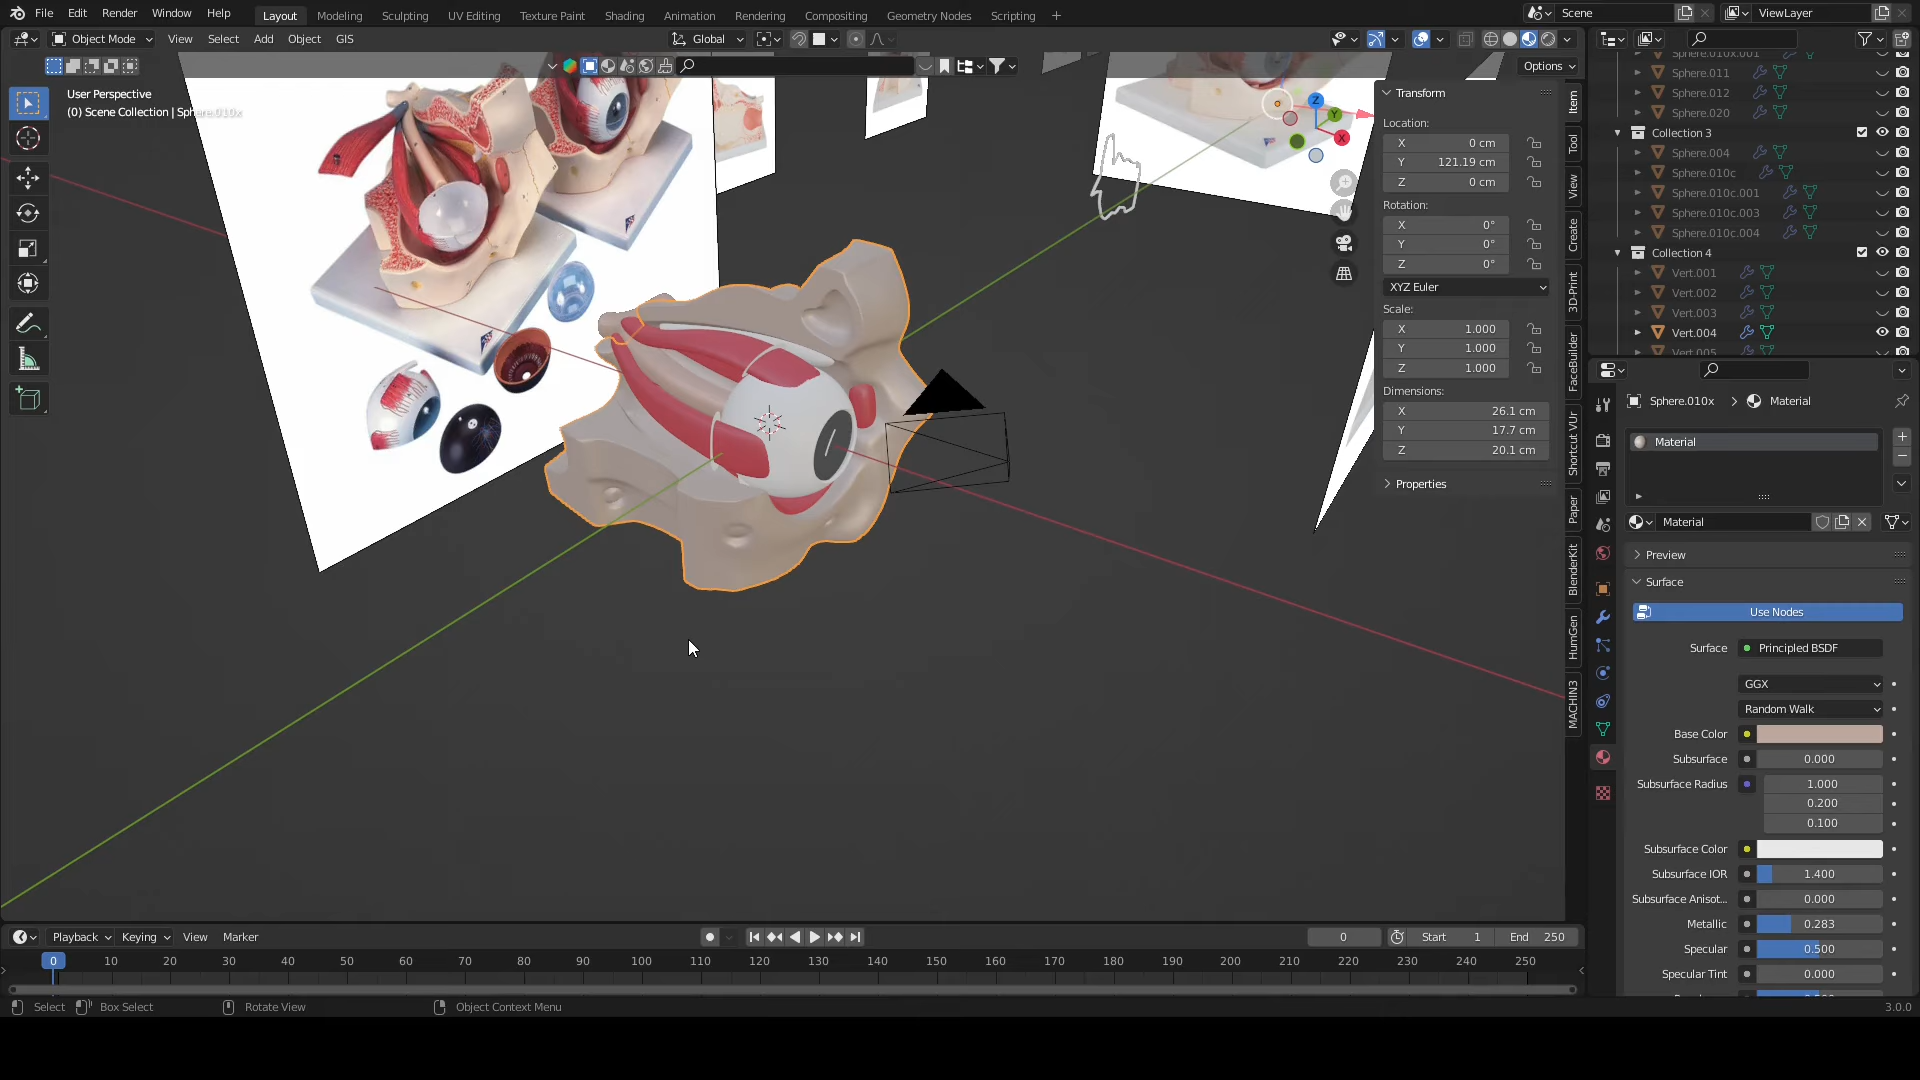 File Edit Render Window Help Layout Modeling Sculpting UV Editing Texture Paint Shading Animation Rendering Compositing Geometry Nodes Scripting + Scene ViewLayer
Object Mode View Select Add Object GIS Global
Options
User Perspective
(0) Scene Collection | Sphere.010x
Z
Y
X
Transform
Location:
X 0 cm
Y 121.19 cm
Z 0 cm
Rotation:
X 0°
Y 0°
Z 0°
XYZ Euler
Scale:
X 1.000
Y 1.000
Z 1.000
Dimensions:
X 26.1 cm
Y 17.7 cm
Z 20.1 cm
Properties
Item
Tool
View
Create
3D-Print
FaceBuilder
Shortcut VUr
Paper
BlenderKit
HumGen
MACHIN3
Sphere.010x.001
Sphere.011
Sphere.012
Sphere.020
Collection 3
Sphere.004
Sphere.010c
Sphere.010c.001
Sphere.010c.003
Sphere.010c.004
Collection 4
Vert.001
Vert.002
Vert.003
Vert.004
Vert.005
Sphere.010x > Material
Material
Material
Preview
Surface
Use Nodes
Surface Principled BSDF
GGX
Random Walk
Base Color
Subsurface 0.000
Subsurface Radius 1.000
0.200
0.100
Subsurface Color
Subsurface IOR 1.400
Subsurface Anisot... 0.000
Metallic 0.283
Specular 0.500
Specular Tint 0.000
Playback Keying View Marker 0 Start 1 End 250
0 10 20 30 40 50 60 70 80 90 100 110 120 130 140 150 160 170 180 190 200 210 220 230 240 250
Select Box Select Rotate View Object Context Menu 3.0.0